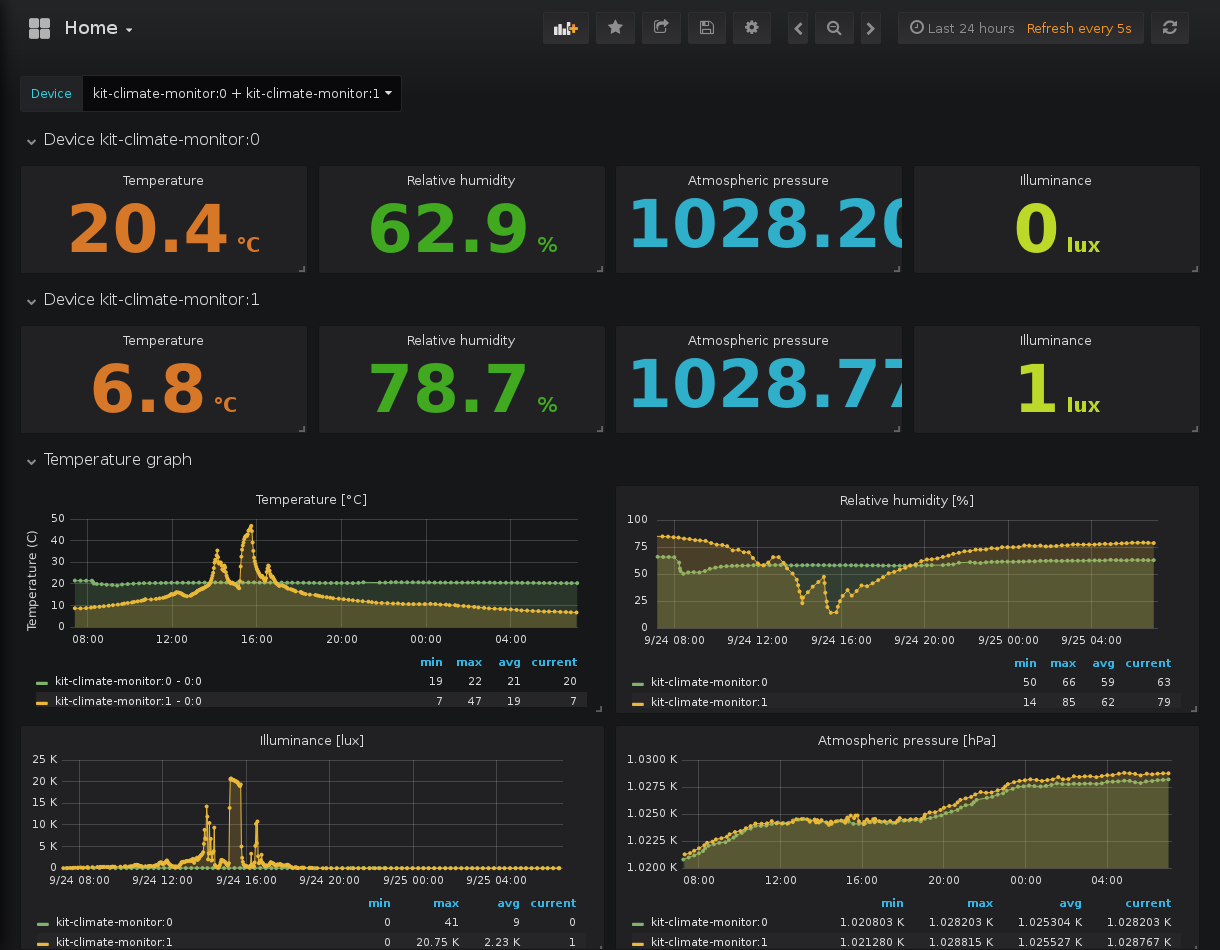 Home
Last 24 hours Refresh every 5s
Device kit-climate-monitor:0 + kit-climate-monitor:1
Device kit-climate-monitor:0
Temperature Relative humidity Atmospheric pressure Illuminance
20.4 °C 62.9 % 1028.20 0 lux
Device kit-climate-monitor:1
Temperature Relative humidity Atmospheric pressure Illuminance
6.8 °C 78.7 % 1028.77 1 lux
Temperature graph
Temperature [°C]
Temperature (C)
50
40
30
20
10
0
08:00 12:00 16:00 20:00 00:00 04:00
min max avg current
kit-climate-monitor:0 - 0:0 19 22 21 20
kit-climate-monitor:1 - 0:0 7 47 19 7
Relative humidity [%]
100
75
50
25
0
9/24 08:00 9/24 12:00 9/24 16:00 9/24 20:00 9/25 00:00 9/25 04:00
min max avg current
kit-climate-monitor:0 50 66 59 63
kit-climate-monitor:1 14 85 62 79
Illuminance [lux]
25 K
20 K
15 K
10 K
5 K
0
9/24 08:00 9/24 12:00 9/24 16:00 9/24 20:00 9/25 00:00 9/25 04:00
min max avg current
kit-climate-monitor:0 0 41 9 0
kit-climate-monitor:1 0 20.75 K 2.23 K 1
Atmospheric pressure [hPa]
1.0300 K
1.0275 K
1.0250 K
1.0225 K
1.0200 K
08:00 12:00 16:00 20:00 00:00 04:00
min max avg current
kit-climate-monitor:0 1.020803 K 1.028203 K 1.025304 K 1.028203 K
kit-climate-monitor:1 1.021280 K 1.028815 K 1.025527 K 1.028767 K